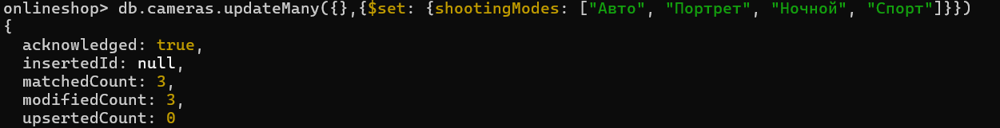 onlineshop> db.cameras.updateMany({},{$set: {shootingModes: ["Авто", "Портрет", "Ночной", "Спорт"]}})
{
  acknowledged: true,
  insertedId: null,
  matchedCount: 3,
  modifiedCount: 3,
  upsertedCount: 0